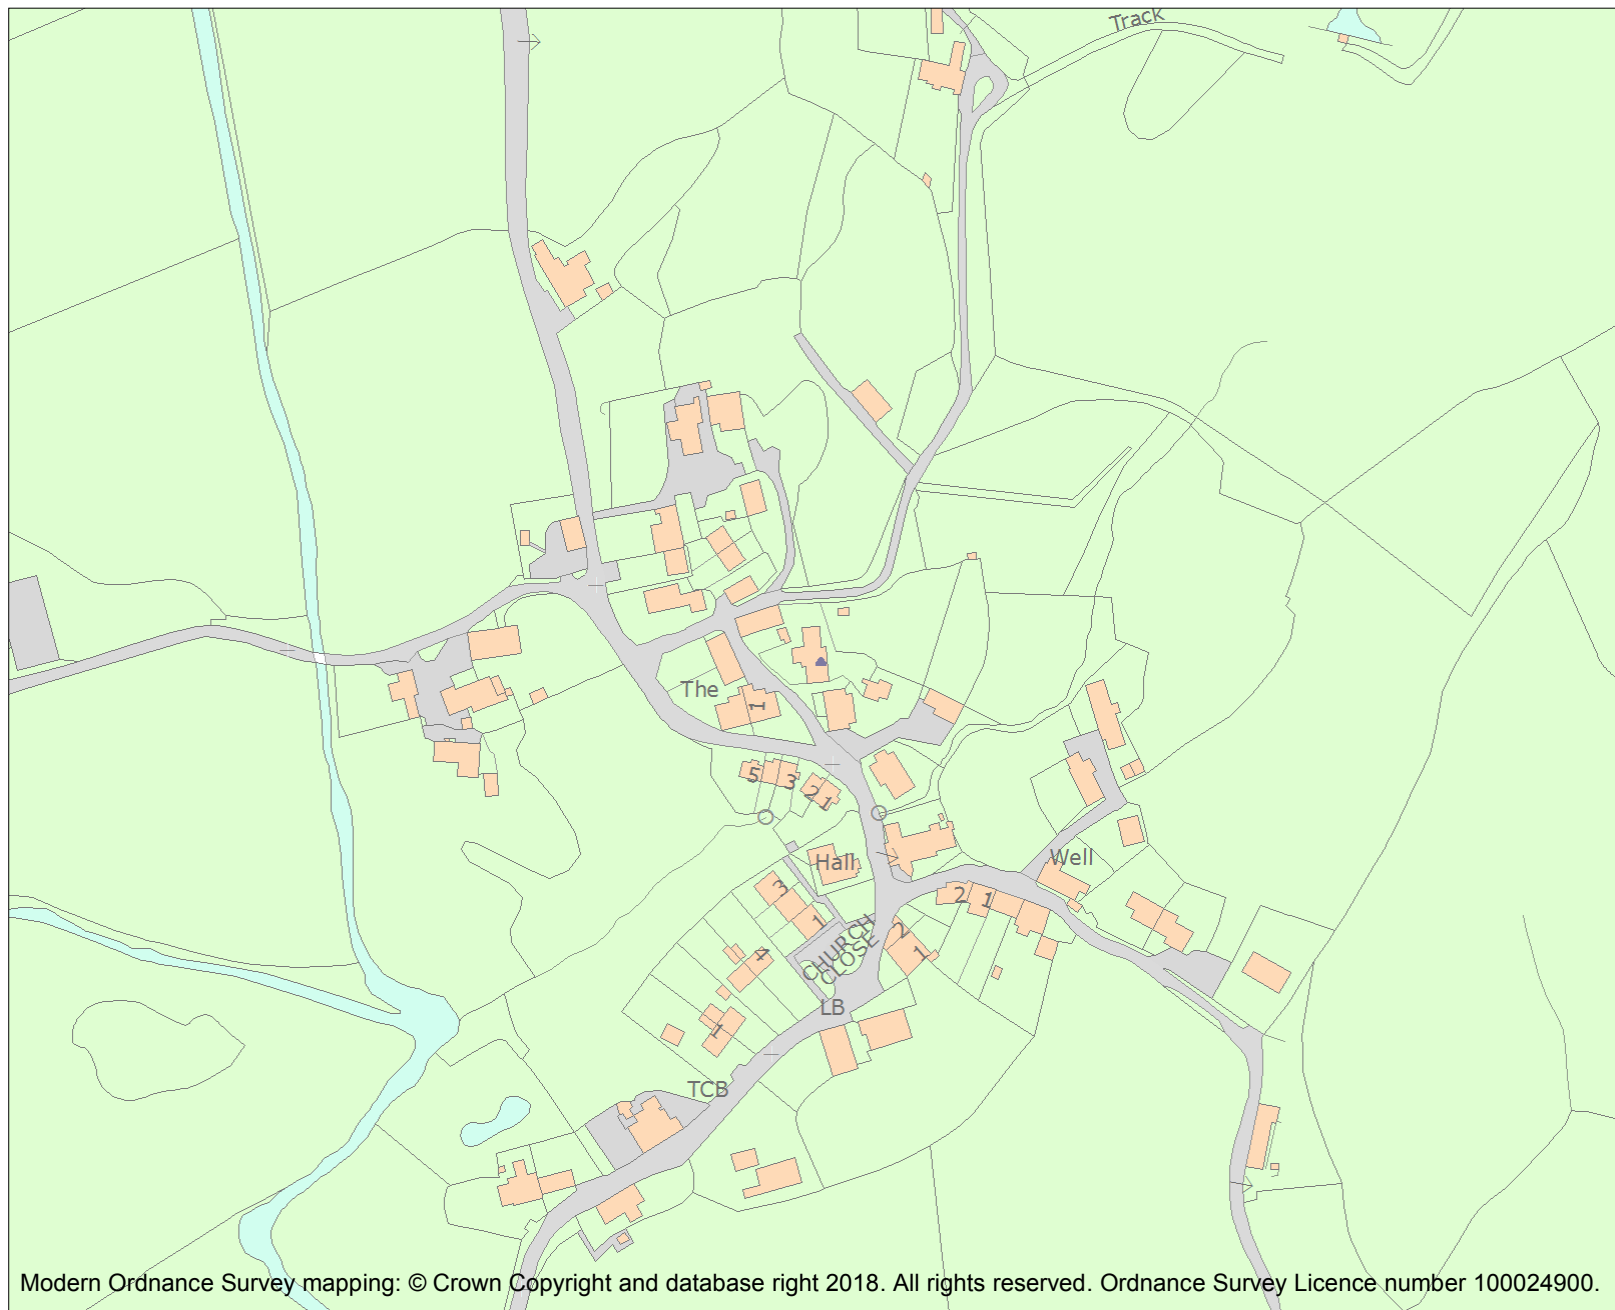 Track
The
1
5
3
2
1
Hall
Well
3
1
2
1
2
1
4
CHURCH
CLOSE
LB
1
TCB
Modern Ordnance Survey mapping: © Crown Copyright and database right 2018. All rights reserved. Ordnance Survey Licence number 100024900.